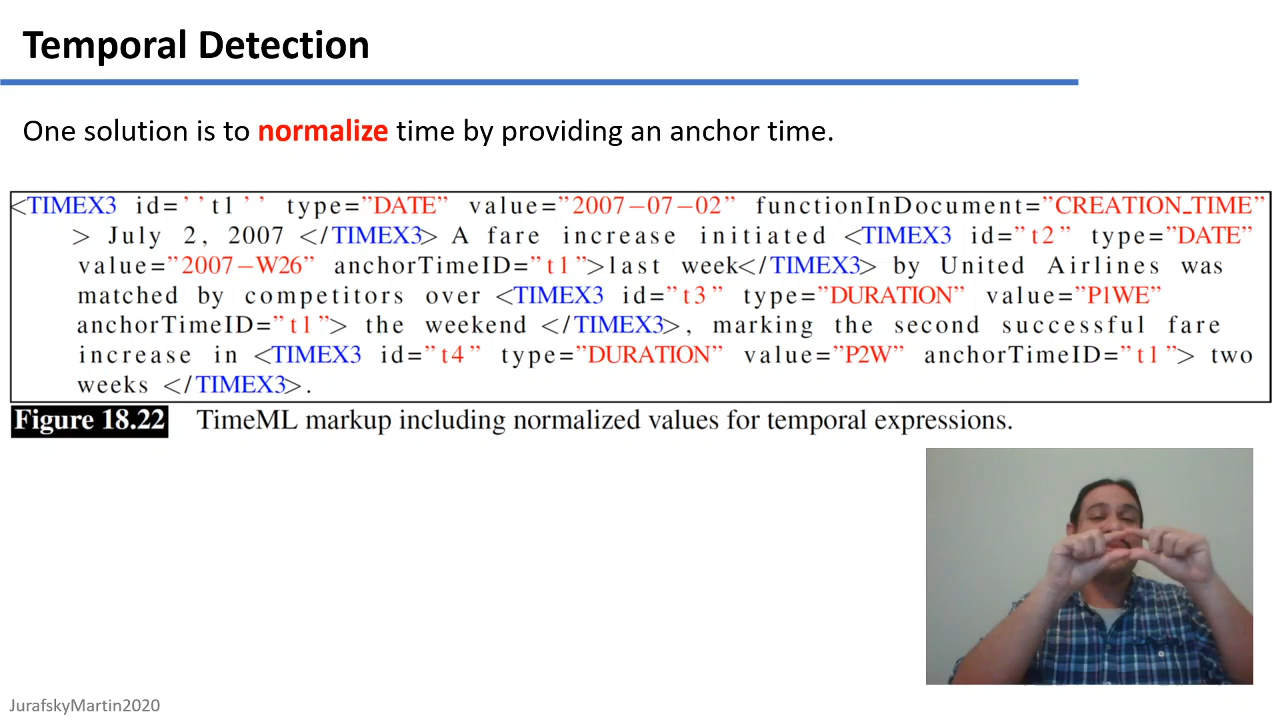 Temporal Detection
One solution is to normalize time by providing an anchor time.
<TIMEX3 id=’’t1’’ type=”DATE” value=”2007−07−02” functionInDocument=”CREATION_TIME”
> July 2, 2007 </TIMEX3> A fare increase initiated <TIMEX3 id=”t2” type=”DATE”
value=”2007−W26” anchorTimeID=”t1”>last week</TIMEX3> by United Airlines was
matched by competitors over <TIMEX3 id=”t3” type=”DURATION” value=”P1WE”
anchorTimeID=”t1”> the weekend </TIMEX3>, marking the second successful fare
increase in <TIMEX3 id=”t4” type=”DURATION” value=”P2W” anchorTimeID=”t1”> two
weeks </TIMEX3>.
Figure 18.22 TimeML markup including normalized values for temporal expressions.
JurafskyMartin2020